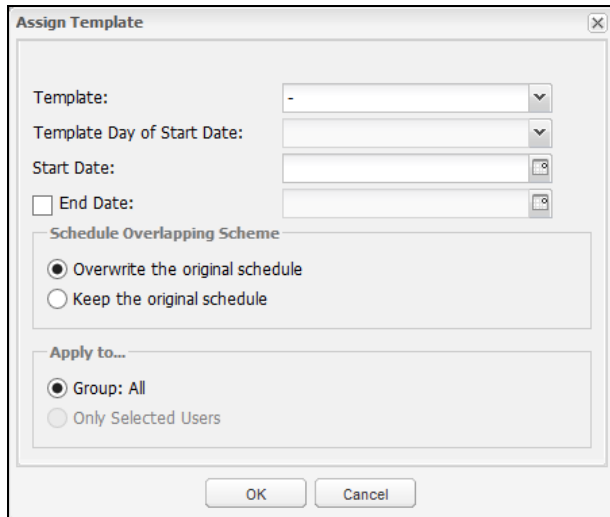 Assign Template
Template: -
Template Day of Start Date:
Start Date:
End Date:
Schedule Overlapping Scheme
Overwrite the original schedule
Keep the original schedule
Apply to...
Group: All
Only Selected Users
OK Cancel